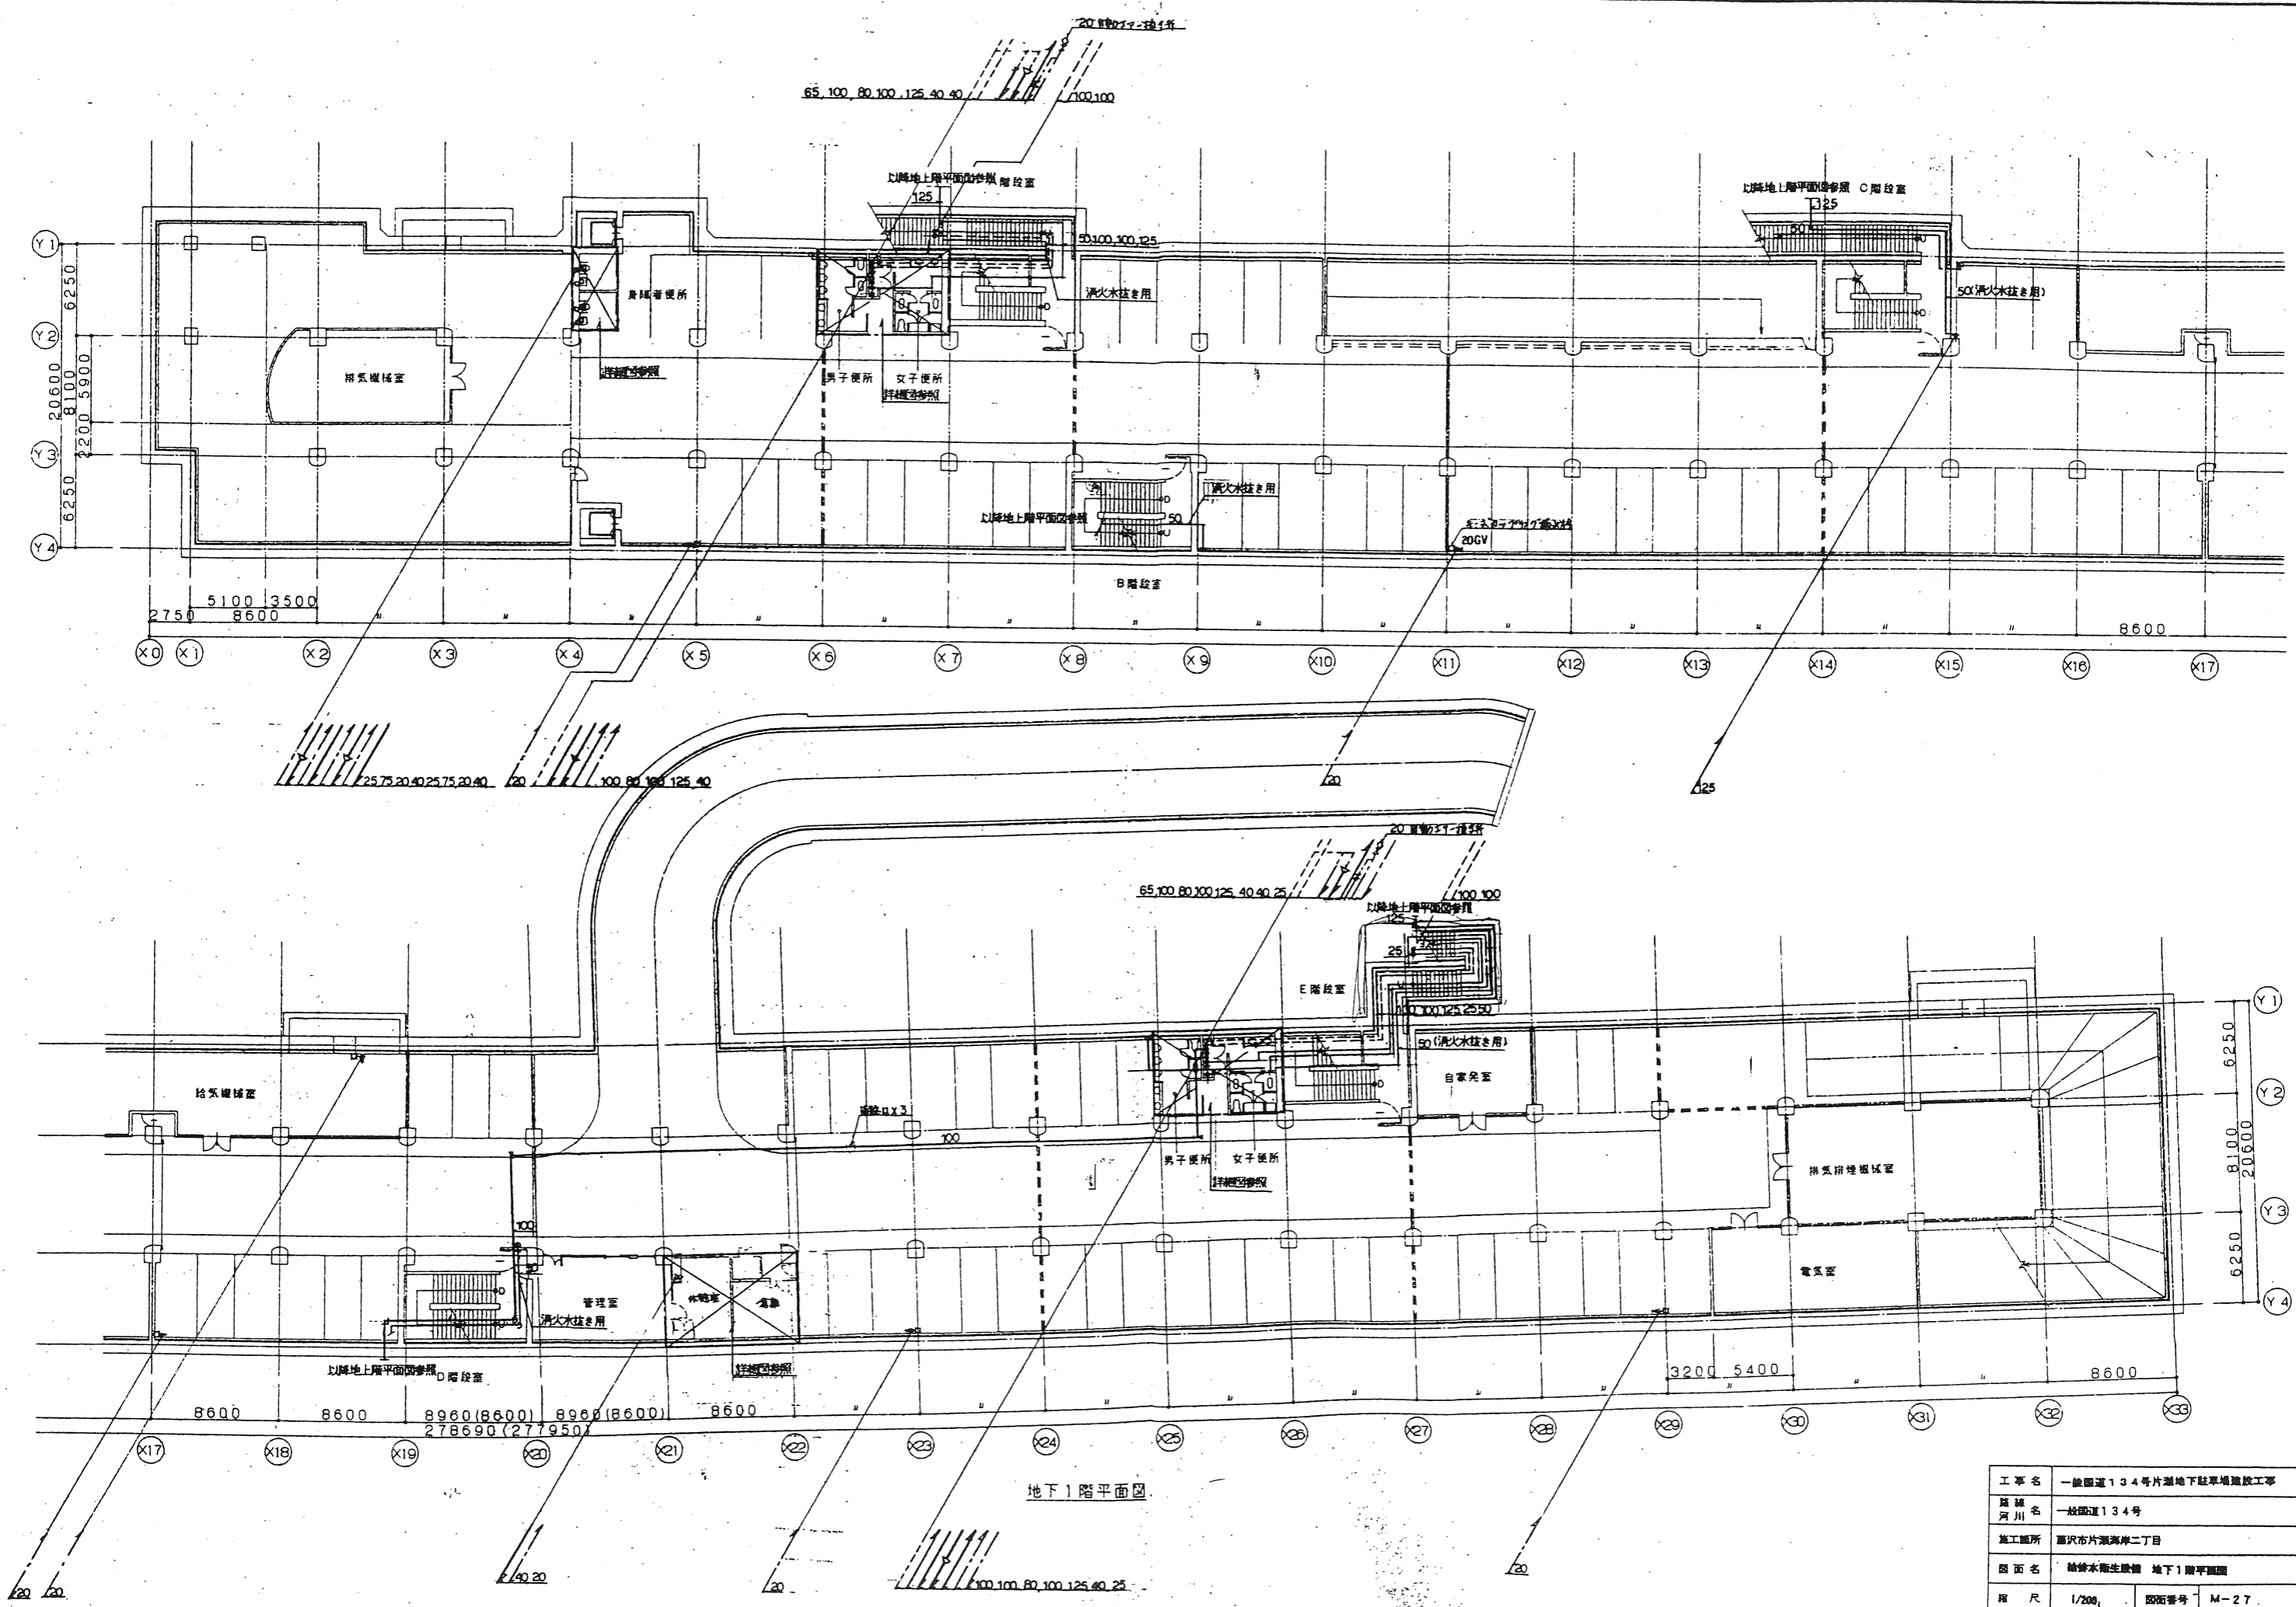 65,100,80,100,125,40 40
100,100
以降地上階平面図参照
階段室
125
50,100,100,125
消火水抜き用
身障者便所
詳細図参照
排気機械室
男子便所
女子便所
詳細図参照
以降地上階平面図参照 C階段室
125
50
50(消火水抜き用)
以降地上階平面図参照
50
消火水抜き用
B階段室
20GV
Y1
Y2
Y3
Y4
6250
5900
8100
20600
2200
6250
5100 3500
2750 8600
8600
X0 X1 X2 X3 X4 X5 X6 X7 X8 X9 X10 X11 X12 X13 X14 X15 X16 X17
25,75,20,40,25,75,20,40
20
100,80,100,125,40
20
125
65,100,80,100,125,40,40,25
100,100
以降地上階平面図参照
125
25
E階段室
100,100,125,25,50
50(消火水抜き用)
自家発室
給気機械室
100
男子便所
女子便所
詳細図参照
排気排煙機械室
電気室
100
50
管理室
休憩室
倉庫
消火水抜き用
以降地上階平面図参照
D階段室
詳細図参照
Y1
Y2
Y3
Y4
6250
8100
20600
6250
3200 5400
8600
8600 8600 8960(8600) 8960(8600) 8600
278690(277950)
X17 X18 X19 X20 X21 X22 X23 X24 X25 X26 X27 X28 X29 X30 X31 X32 X33
地下1階平面図
20
20
40,20
20
100,100,80,100,125,40,25
20
工事名 一般国道134号片瀬地下駐車場建設工事
路線河川名 一般国道134号
施工箇所 藤沢市片瀬海岸二丁目
図面名 給排水衛生設備 地下1階平面図
縮尺 1/200 図面番号 M-27